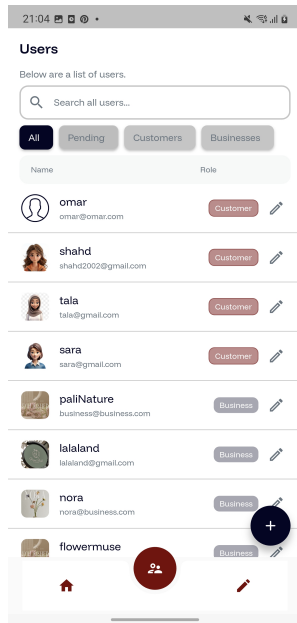 21:04
Users
Below are a list of users.
Search all users...
All Pending Customers Businesses
Name Role
omar
omar@omar.com
Customer
shahd
shahd2002@gmail.com
Customer
tala
tala@gmail.com
Customer
sara
sara@gmail.com
Customer
paliNature
business@business.com
Business
lalaland
lalaland@gmail.com
Business
nora
nora@business.com
Business
flowermuse
Business